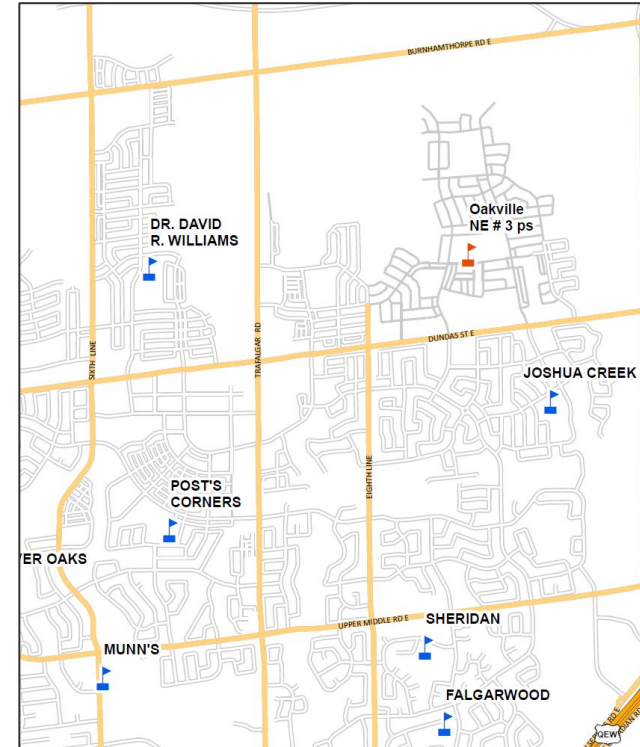 BURNHAMTHORPE RD E
Oakville
NE # 3 ps
DR. DAVID
R. WILLIAMS
SIXTH LINE
TRAFALGAR RD
DUNDAS ST E
JOSHUA CREEK
EIGHTH LINE
POST'S
CORNERS
VER OAKS
UPPER MIDDLE RD E
SHERIDAN
MUNN'S
FALGARWOOD
QEW